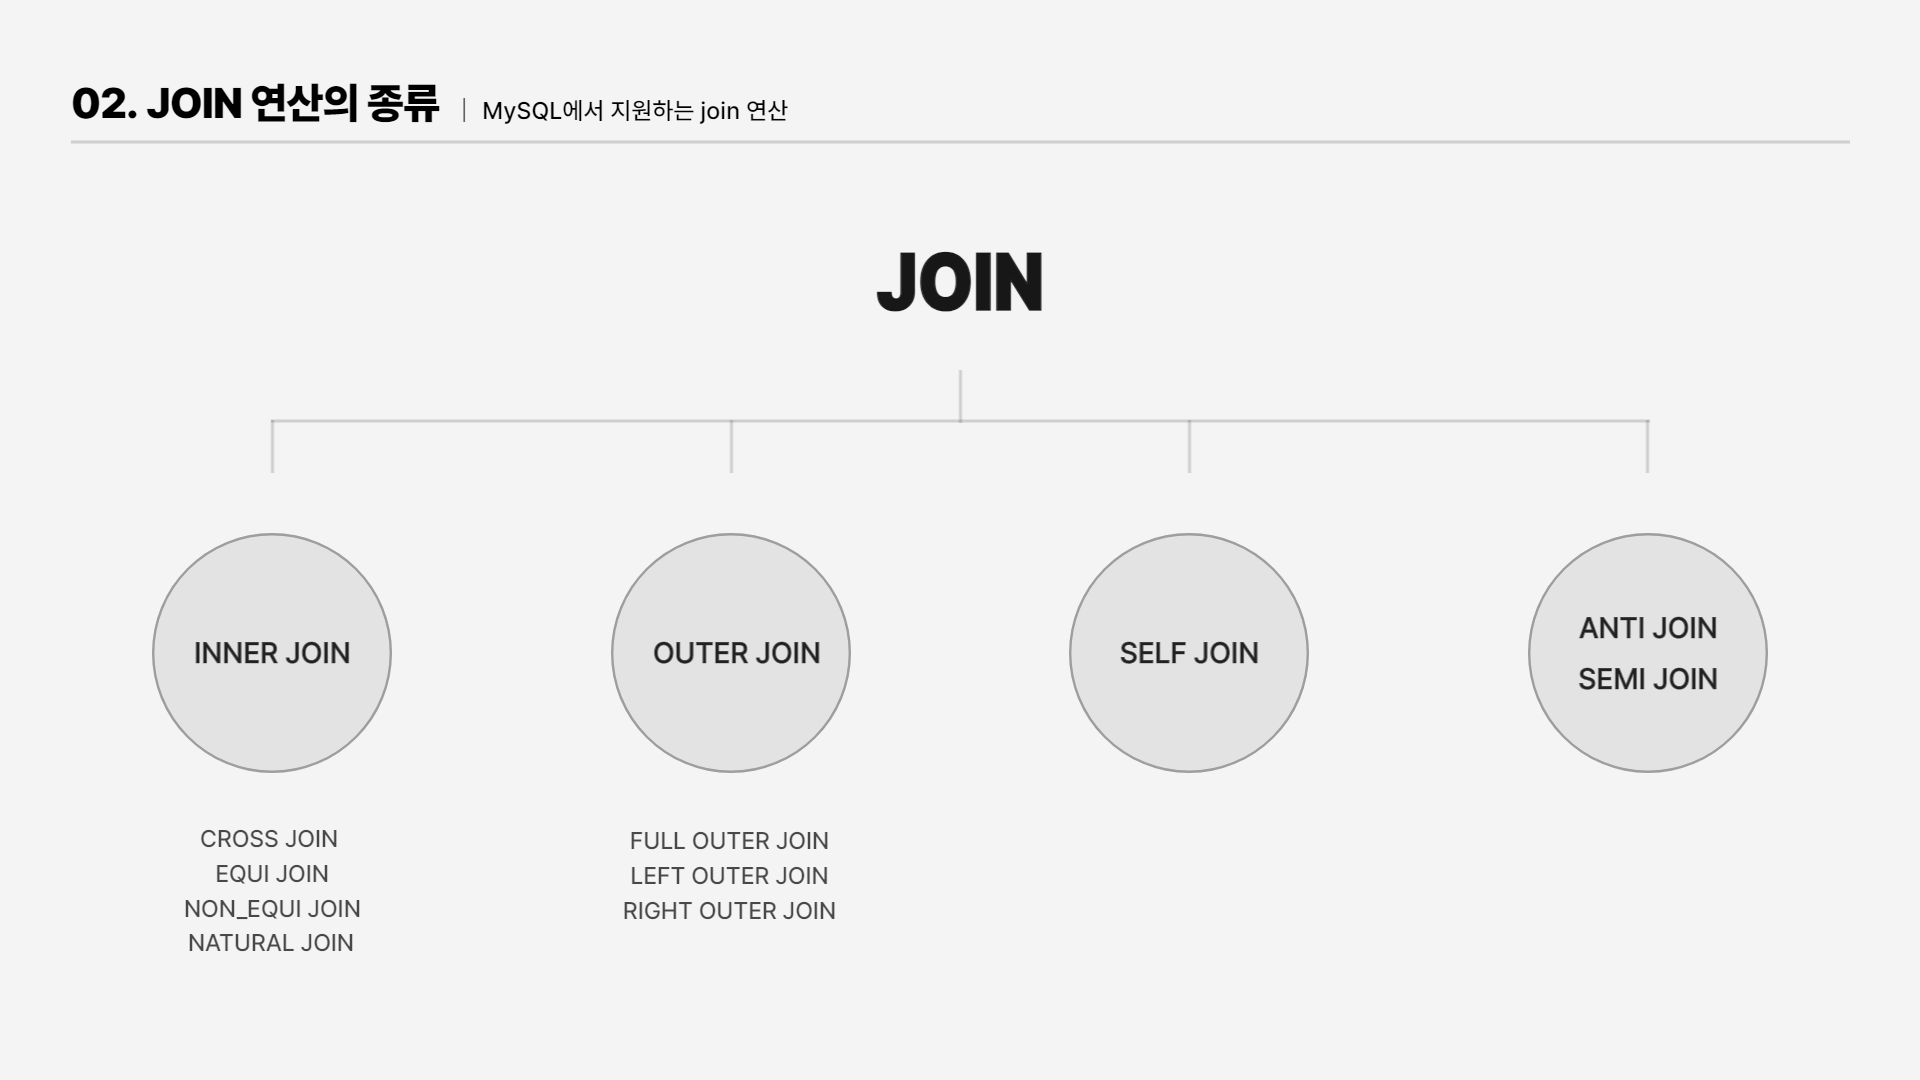 02. JOIN 연산의 종류 | MySQL에서 지원하는 join 연산
JOIN
INNER JOIN
CROSS JOIN
EQUI JOIN
NON_EQUI JOIN
NATURAL JOIN
OUTER JOIN
FULL OUTER JOIN
LEFT OUTER JOIN
RIGHT OUTER JOIN
SELF JOIN
ANTI JOIN
SEMI JOIN